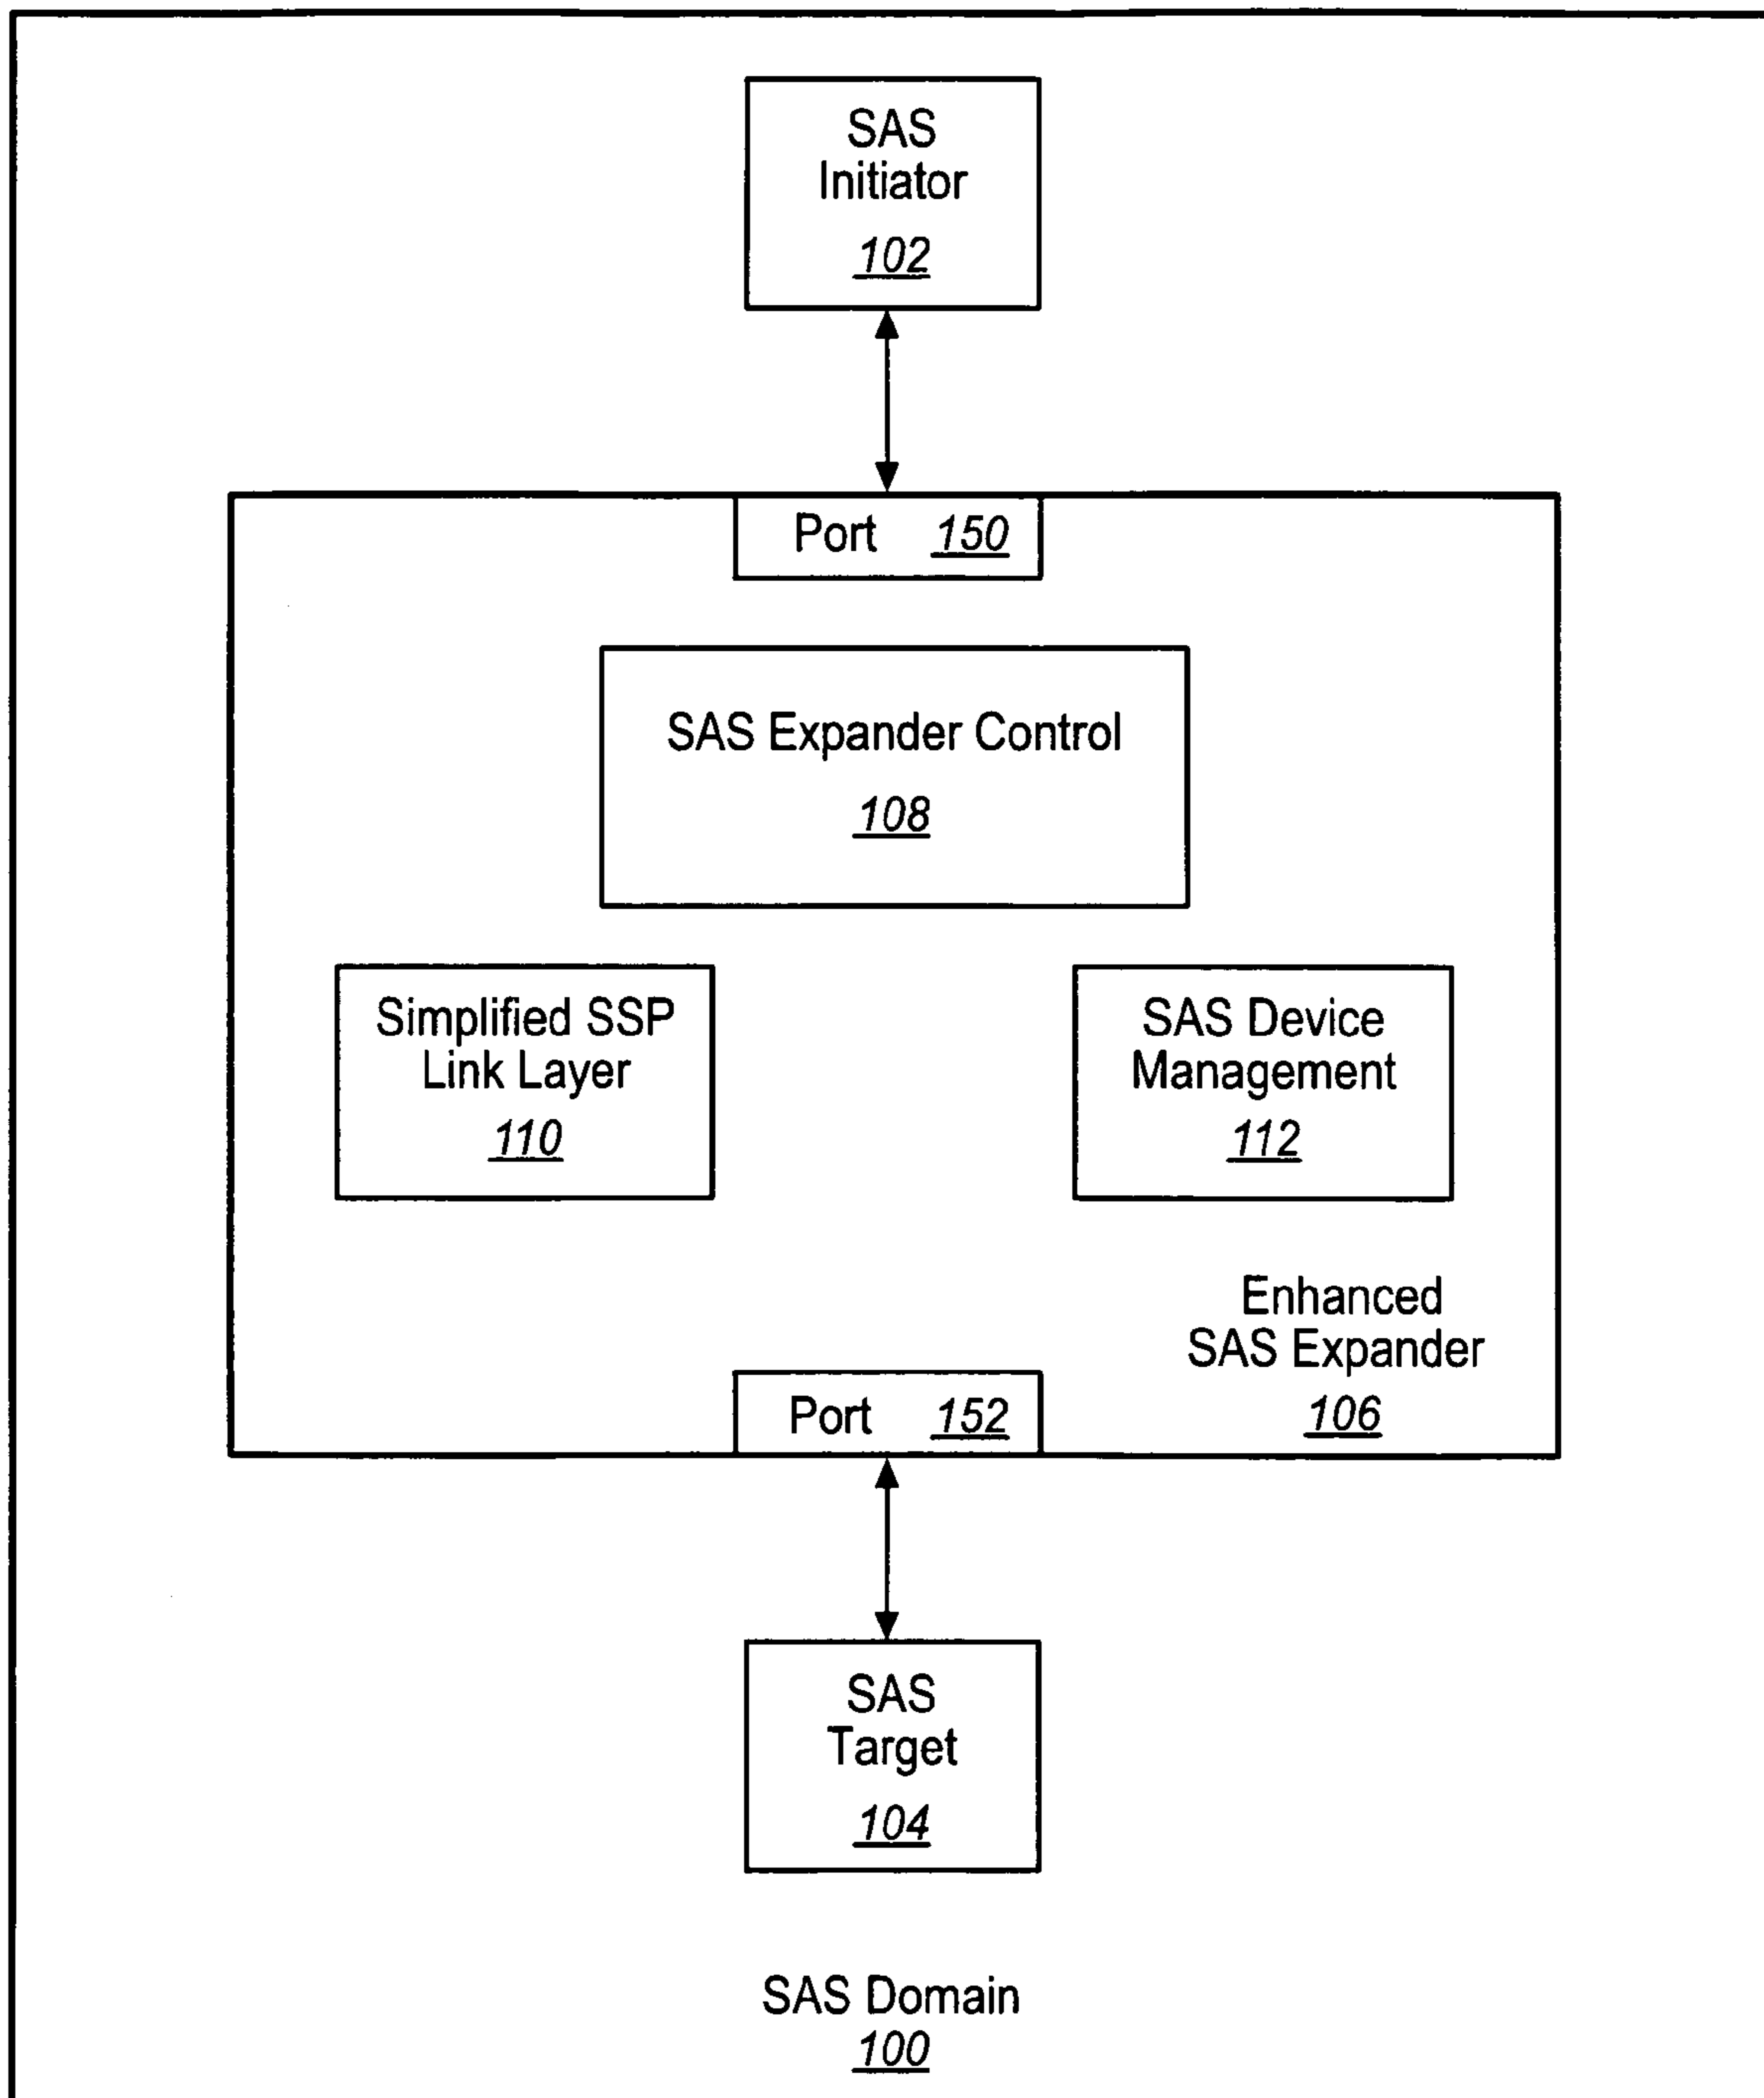 SAS
Initiator
102
Port 150
SAS Expander Control
108
Simplified SSP
Link Layer
110
SAS Device
Management
112
Enhanced
SAS Expander
106
Port 152
SAS
Target
104
SAS Domain
100